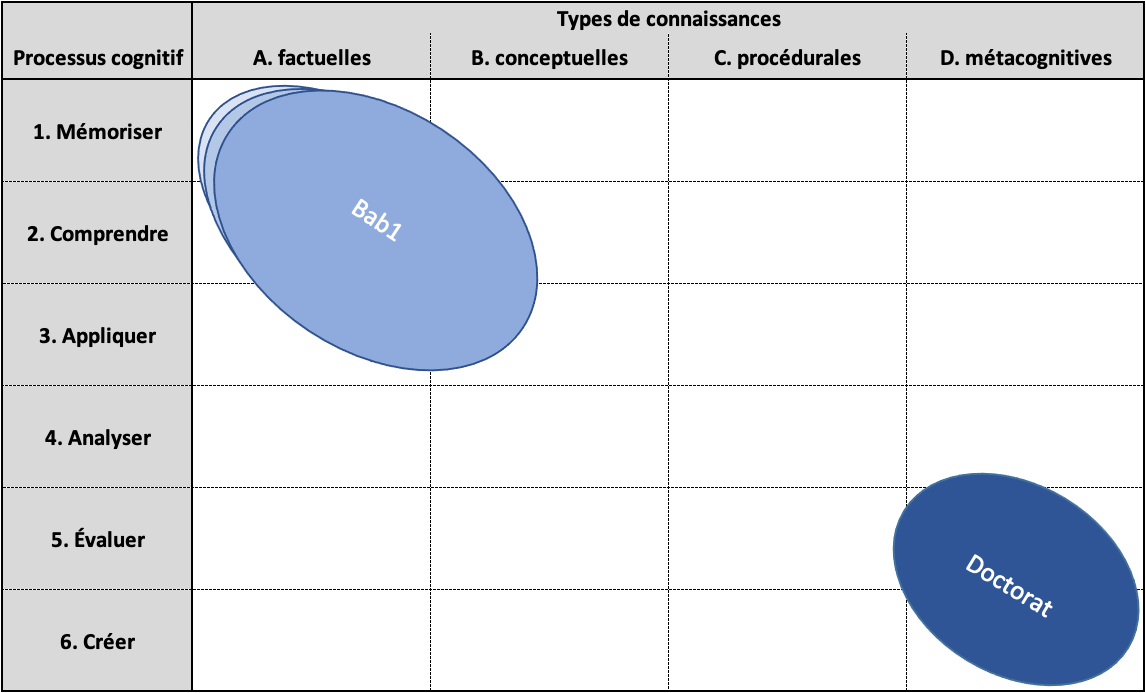 Types de connaissances
Processus cognitif
A. factuelles
B. conceptuelles
C. procédurales
D. métacognitives
1. Mémoriser
Bab1
2. Comprendre
3. Appliquer
4. Analyser
5. Évaluer
Doctorat
6. Créer